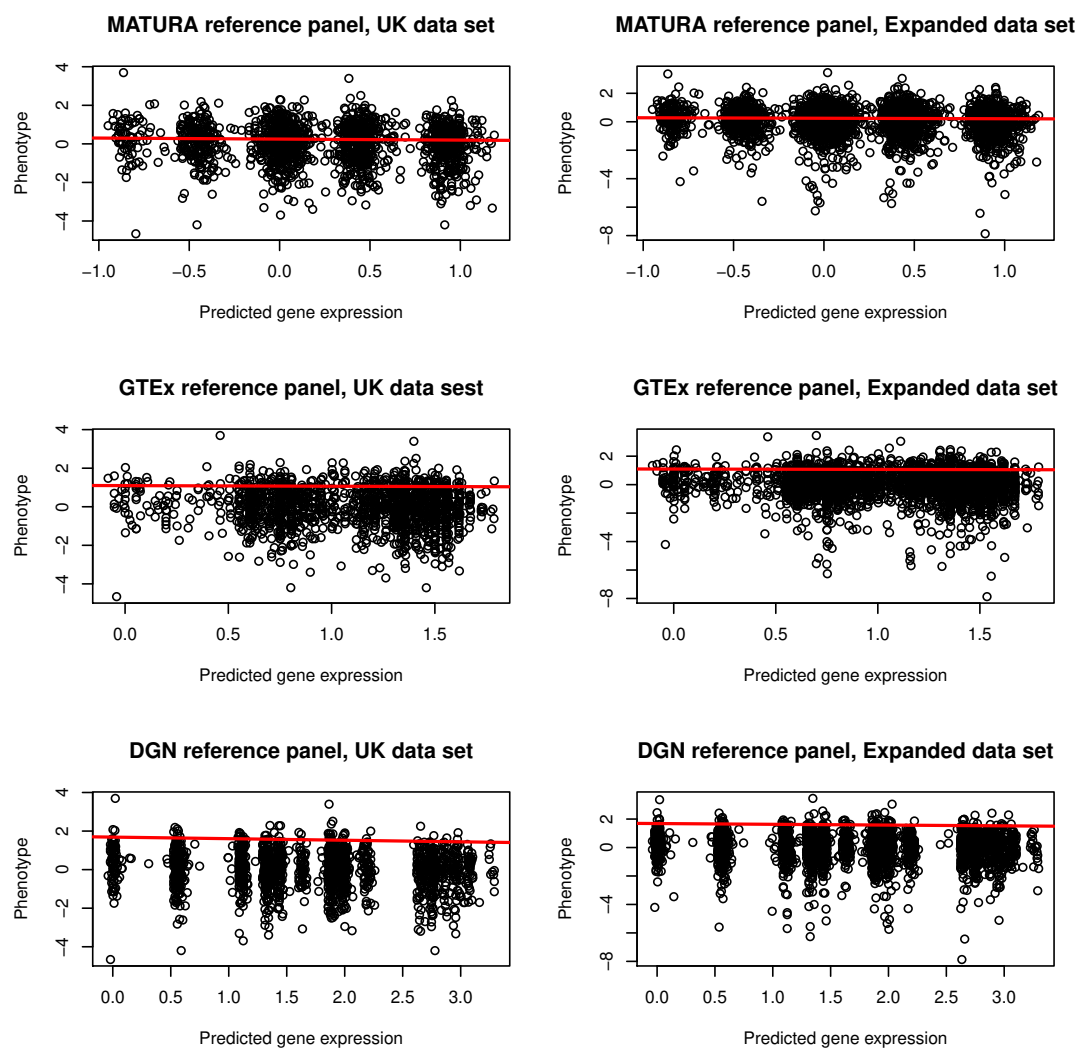 MATURA reference panel, UK data set
Phenotype
4
2
0
−2
−4
−1.0 −0.5 0.0 0.5 1.0
Predicted gene expression
MATURA reference panel, Expanded data set
Phenotype
2
0
−4
−8
−1.0 −0.5 0.0 0.5 1.0
Predicted gene expression
GTEx reference panel, UK data sest
Phenotype
4
2
0
−2
−4
0.0 0.5 1.0 1.5
Predicted gene expression
GTEx reference panel, Expanded data set
Phenotype
2
0
−4
−8
0.0 0.5 1.0 1.5
Predicted gene expression
DGN reference panel, UK data set
Phenotype
4
2
0
−2
−4
0.0 0.5 1.0 1.5 2.0 2.5 3.0
Predicted gene expression
DGN reference panel, Expanded data set
Phenotype
2
0
−4
−8
0.0 0.5 1.0 1.5 2.0 2.5 3.0
Predicted gene expression